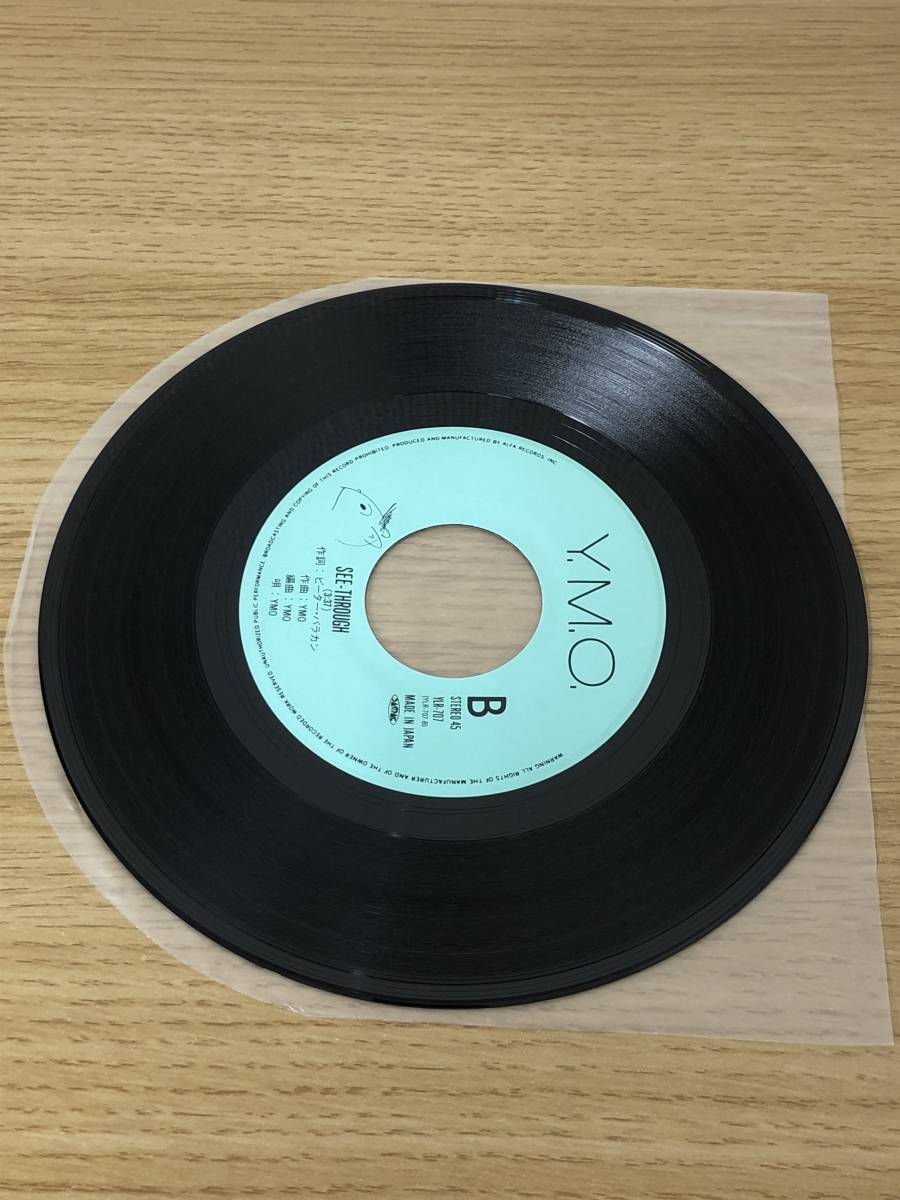 Y.M.O.
B
STEREO 45
YLR-707
(YLR-707-B)
MADE IN JAPAN
SEE-THROUGH
(3:37)
作詞：ピーター・バラカン
作曲：YMO
編曲：YMO
唄：YMO
WARNING ALL RIGHTS OF THE MANUFACTURER AND OF THE OWNER OF THE RECORDED WORK RESERVED UNAUTHORIZED PUBLIC PERFORMANCE BROADCASTING AND COPYING OF THIS RECORD PROHIBITED. PRODUCED AND MANUFACTURED BY ALFA RECORDS. INC